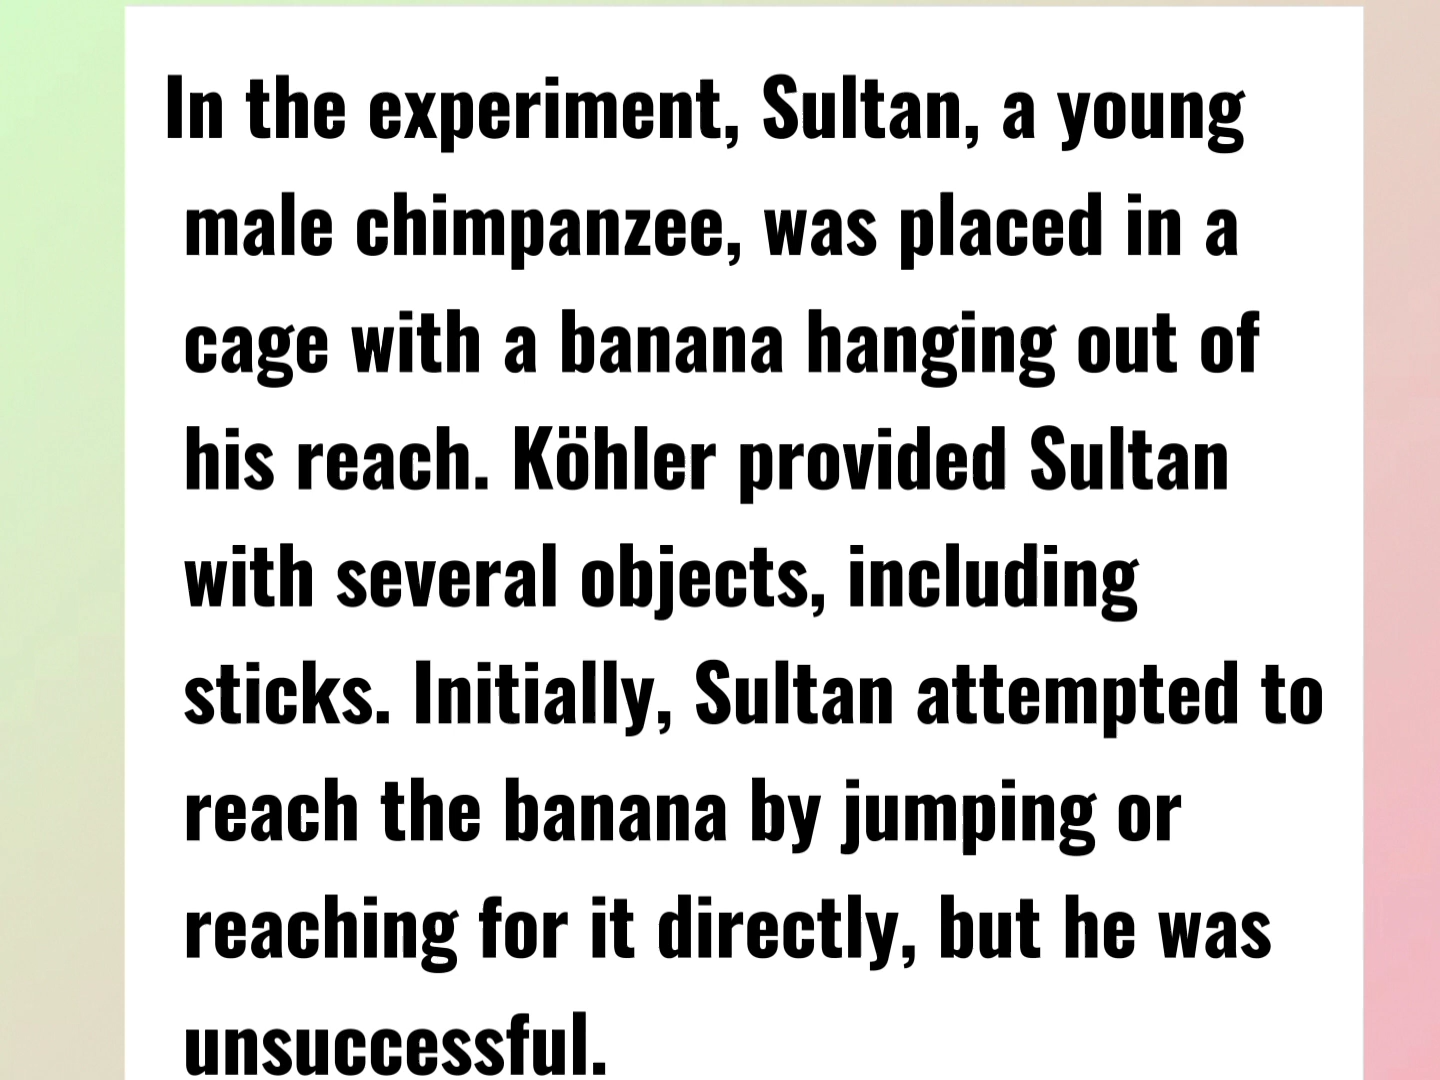 In the experiment, Sultan, a young
male chimpanzee, was placed in a
cage with a banana hanging out of
his reach. Köhler provided Sultan
with several objects, including
sticks. Initially, Sultan attempted to
reach the banana by jumping or
reaching for it directly, but he was
unsuccessful.